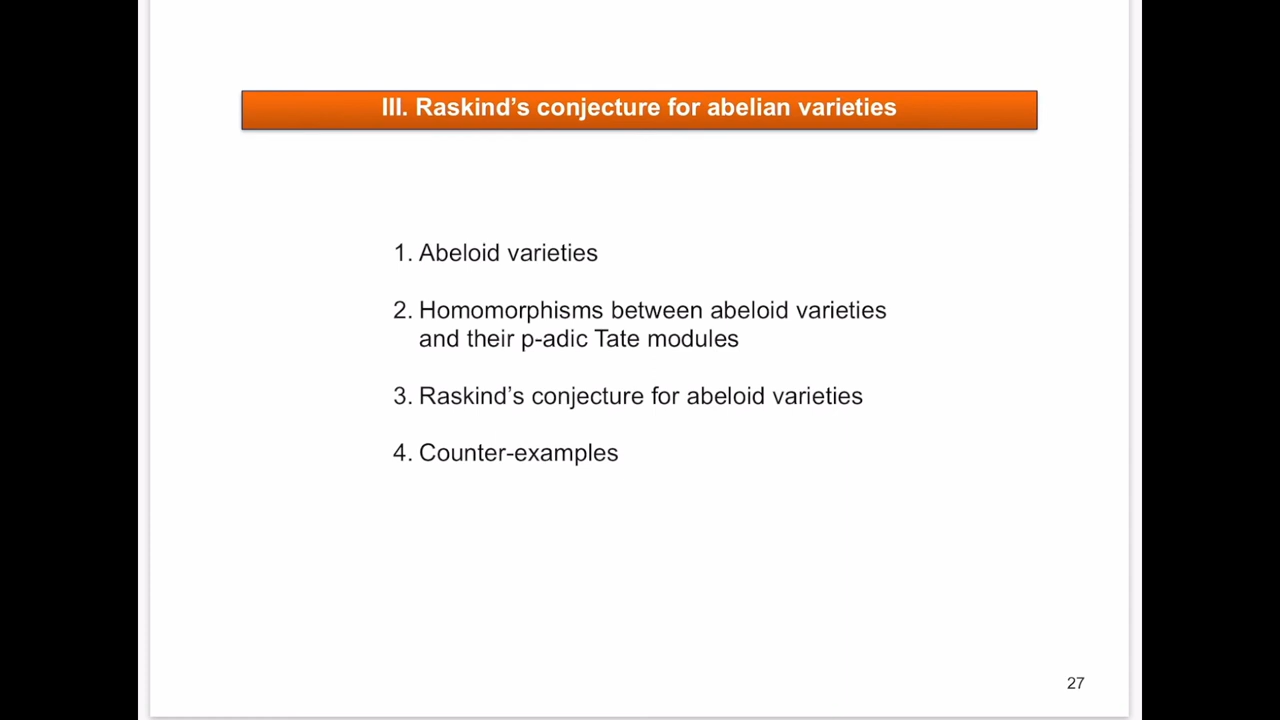 III. Raskind’s conjecture for abelian varieties
1. Abeloid varieties
2. Homomorphisms between abeloid varieties
and their p-adic Tate modules
3. Raskind’s conjecture for abeloid varieties
4. Counter-examples
27